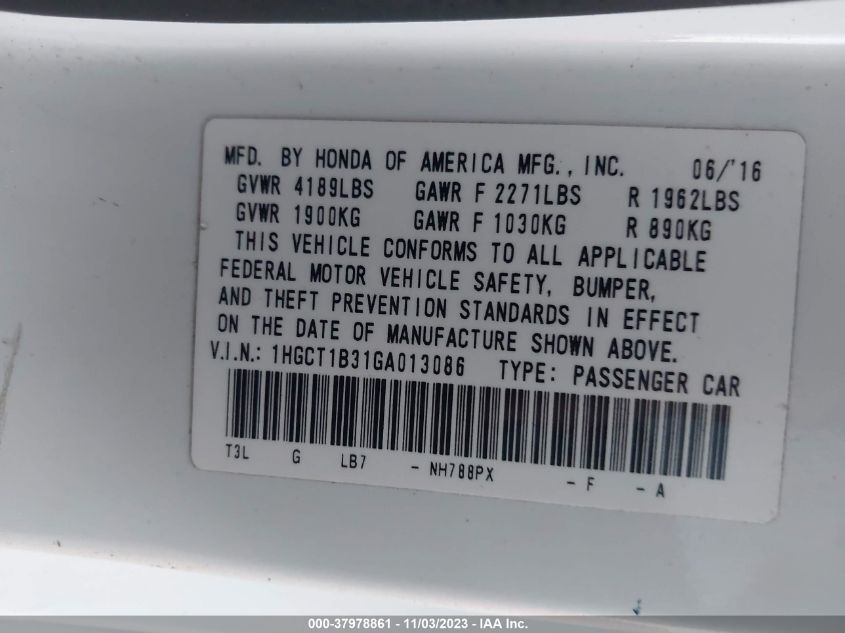 MFD. BY HONDA OF AMERICA MFG., INC. 06/'16
GVWR 4189LBS GAWR F 2271LBS R 1962LBS
GVWR 1900KG GAWR F 1030KG R 890KG
THIS VEHICLE CONFORMS TO ALL APPLICABLE
FEDERAL MOTOR VEHICLE SAFETY, BUMPER,
AND THEFT PREVENTION STANDARDS IN EFFECT
ON THE DATE OF MANUFACTURE SHOWN ABOVE.
V.I.N.: 1HGCT1B31GA013086 TYPE: PASSENGER CAR
T3L G LB7 - NH788PX - F - A
000-37978861 - 11/03/2023 - IAA Inc.